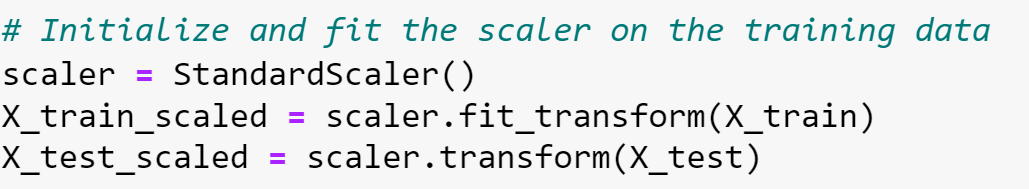 # Initialize and fit the scaler on the training data
scaler = StandardScaler()
X_train_scaled = scaler.fit_transform(X_train)
X_test_scaled = scaler.transform(X_test)